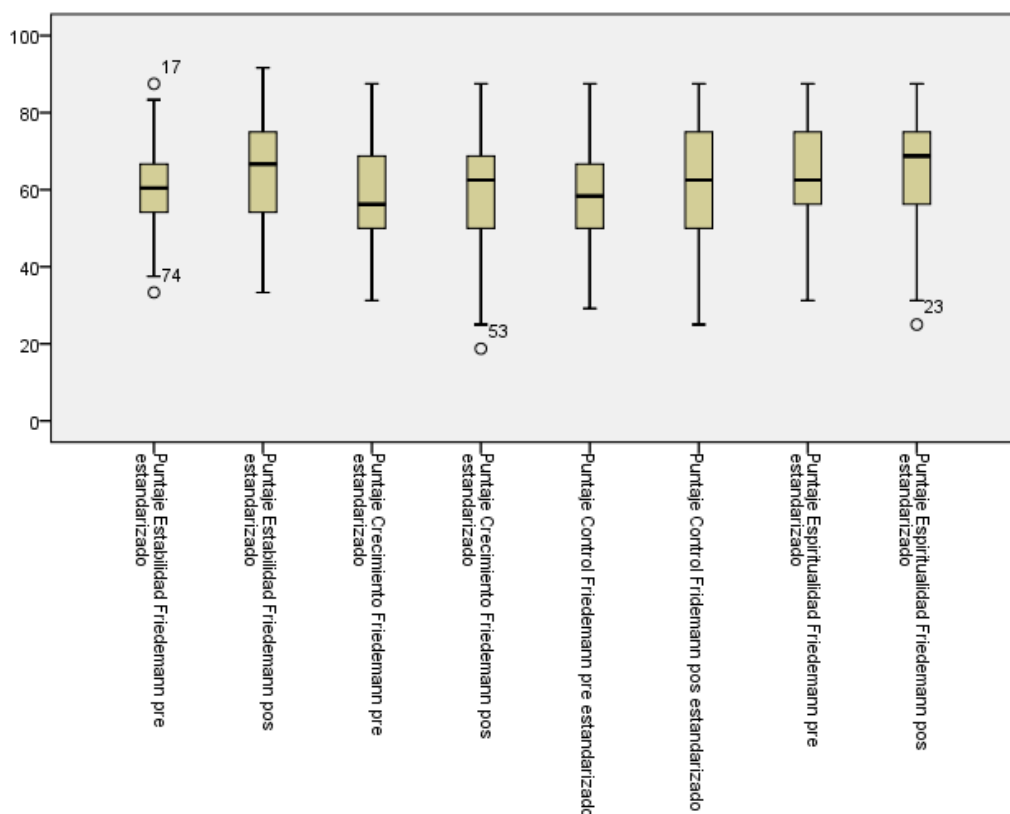 100
80
60
40
20
0
17
74
53
23
Puntaje Estabilidad Friedemann pre
estandarizado
Puntaje Estabilidad Friedemann pos
estandarizado
Puntaje Crecimiento Friedemann pre
estandarizado
Puntaje Crecimiento Friedemann pos
estandarizado
Puntaje Control Friedemann pre estandarizado
Puntaje Control Fridemann pos estandarizado
Puntaje Espiritualidad Friedemann pre
estandarizado
Puntaje Espiritualidad Friedemann pos
estandarizado